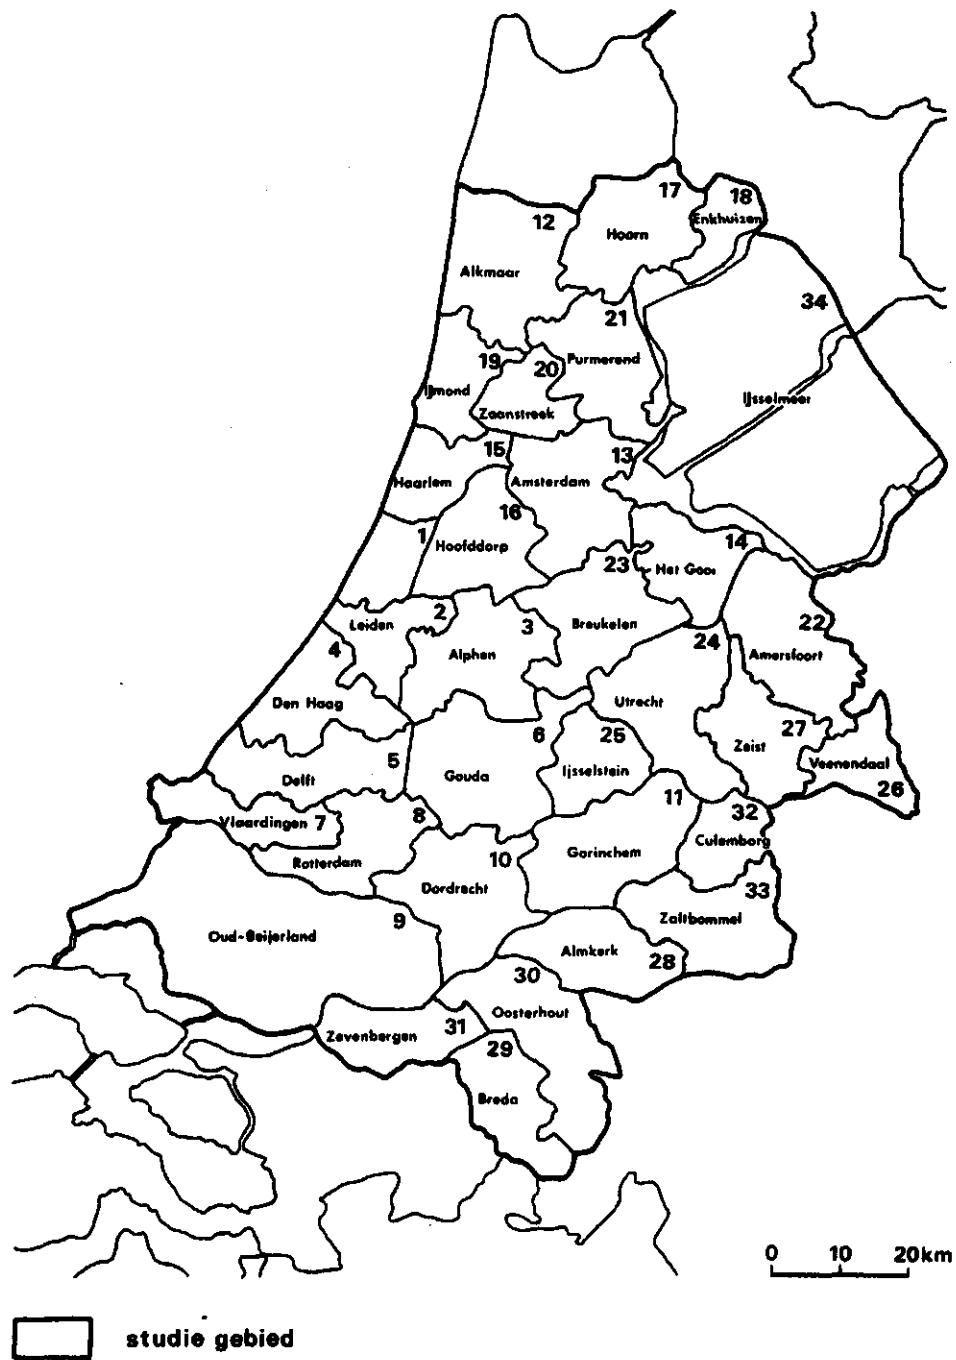 17
18
12
Enkhuizen
Hoorn
Alkmaar
34
21
19
20
Purmerend
IJmond
IJsselmeer
Zaanstreek
15
13
Haarlem
Amsterdam
16
1
Hoofddorp
14
23
Het Gooi
2
3
22
Leiden
Breukelen
24
4
Alphen
Amersfoort
Den Haag
Utrecht
27
6
25
5
Zeist
Veenendaal
Delft
Gouda
Ijsselstein
26
11
32
Vlaardingen 7
8
Culemborg
10
Gorinchem
Rotterdam
33
Dordrecht
9
Zaltbommel
Oud-Beijerland
Almkerk
28
30
Oosterhout
Zevenbergen
31
29
Breda
0 10 20km
studie gebied